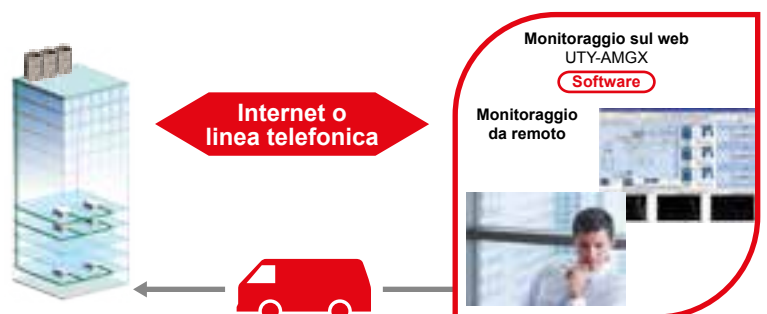 Monitoraggio sul web
UTY-AMGX
Software
Internet o
linea telefonica
Monitoraggio
da remoto